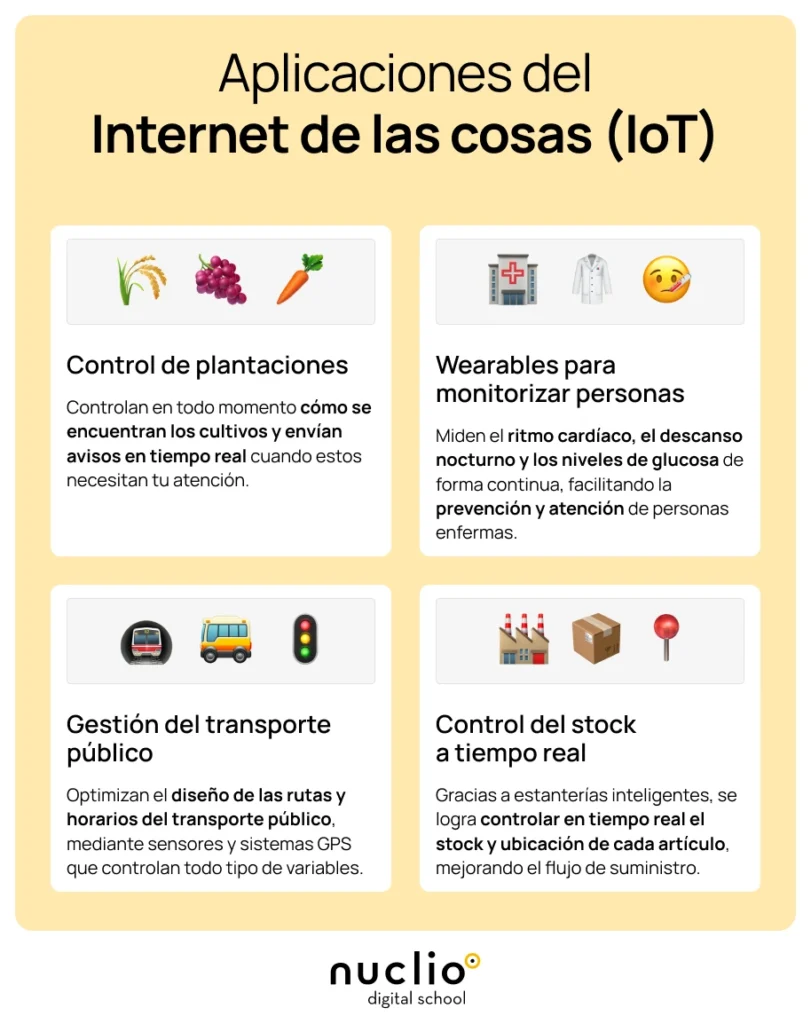 Aplicaciones del
Internet de las cosas (IoT)
Control de plantaciones
Controlan en todo momento cómo se
encuentran los cultivos y envían
avisos en tiempo real cuando estos
necesitan tu atención.
Wearables para
monitorizar personas
Miden el ritmo cardíaco, el descanso
nocturno y los niveles de glucosa de
forma continua, facilitando la
prevención y atención de personas
enfermas.
Gestión del transporte
público
Optimizan el diseño de las rutas y
horarios del transporte público,
mediante sensores y sistemas GPS
que controlan todo tipo de variables.
Control del stock
a tiempo real
Gracias a estanterías inteligentes, se
logra controlar en tiempo real el
stock y ubicación de cada artículo,
mejorando el flujo de suministro.
nuclio
digital school